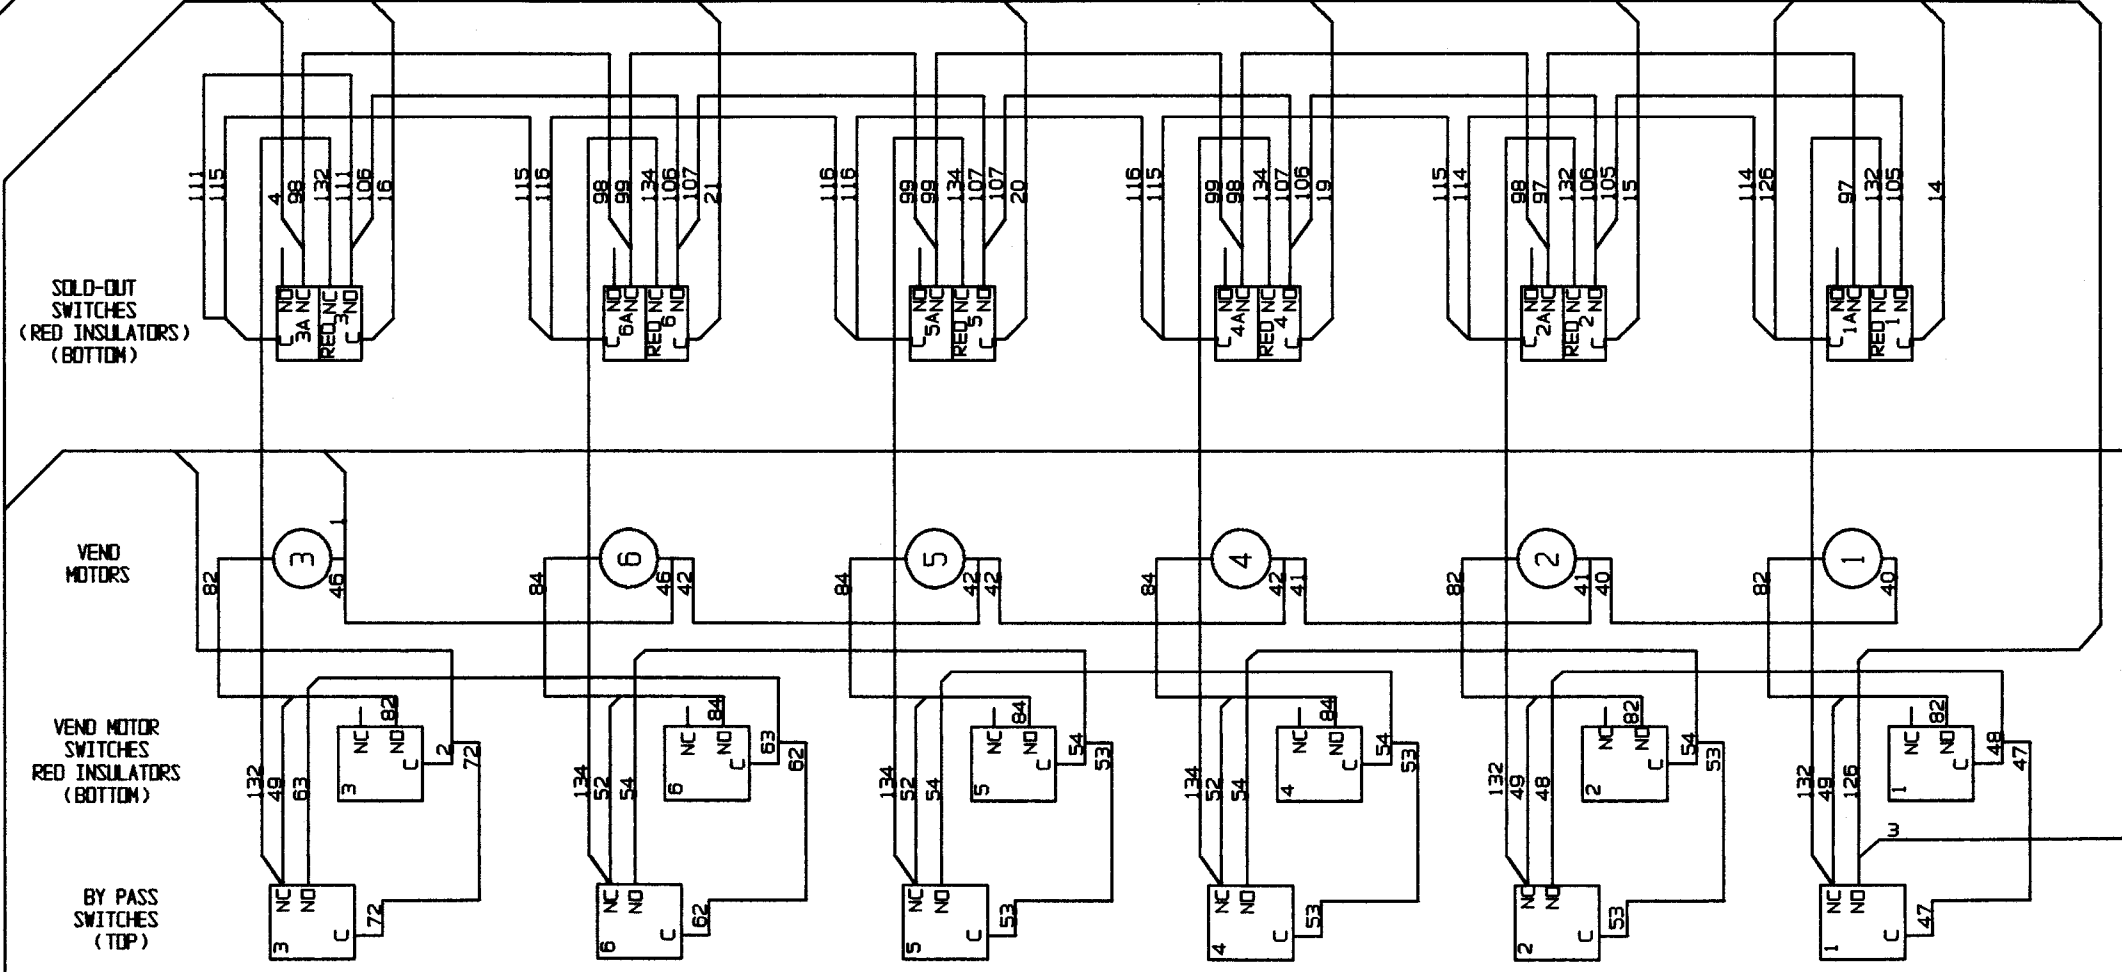 111 115 4 98 132 111 106 16 115 116 98 99 134 106 107 21 116 116 99 99 134 107 107 20 116 115 99 98 134 107 106 19 115 114 98 97 132 106 105 15 114 126 97 132 105 14
SOLD-OUT
SWITCHES
(RED INSULATORS)
(BOTTOM)
NO NC NC NO
C 3A RED 3 C
NO NC NC NO
C 6A RED 6 C
NO NC NC NO
C 5A RED 5 C
NO NC NC NO
C 4A RED 4 C
NO NC NC NO
C 2A RED 2 C
NO NC NC NO
C 1A RED 1 C
VEND
MOTORS
82 3 1 46
84 6 46 42
84 5 42 42
84 4 42 41
82 2 41 40
82 1 40
VEND MOTOR
SWITCHES
RED INSULATORS
(BOTTOM)
132 49 63 3 NC NO C 82 2 72
134 52 54 6 NC NO C 84 63 62
134 52 54 5 NC NO C 84 54 53
134 52 54 4 NC NO C 84 54 53
132 49 48 2 NC NO C 82 54 53
132 49 126 1 NC NO C 82 48 47
3
BY PASS
SWITCHES
(TOP)
3 NC NO C 72
6 NC NO C 62
5 NC NO C 53
4 NC NO C 53
2 NC NO C 53
1 NC NO C 47